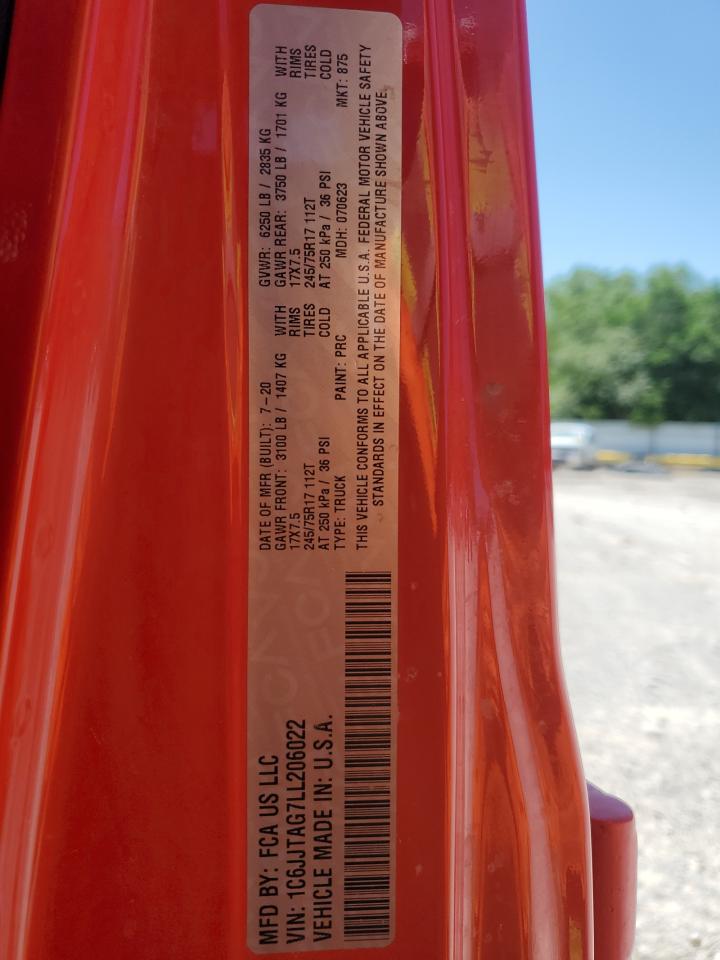 MFD BY: FCA US LLC
VIN: 1C6JJTAG7LL206022
VEHICLE MADE IN: U.S.A.
DATE OF MFR (BUILT): 7-20 GVWR: 6250 LB / 2835 KG
GAWR FRONT: 3100 LB / 1407 KG WITH GAWR REAR: 3750 LB / 1701 KG WITH
17X7.5 RIMS 17X7.5 RIMS
245/75R17 112T TIRES 245/75R17 112T TIRES
AT 250 kPa / 36 PSI COLD AT 250 kPa / 36 PSI COLD
TYPE: TRUCK PAINT: PRC MDH: 070623 MKT: 875
THIS VEHICLE CONFORMS TO ALL APPLICABLE U.S.A. FEDERAL MOTOR VEHICLE SAFETY
STANDARDS IN EFFECT ON THE DATE OF MANUFACTURE SHOWN ABOVE.